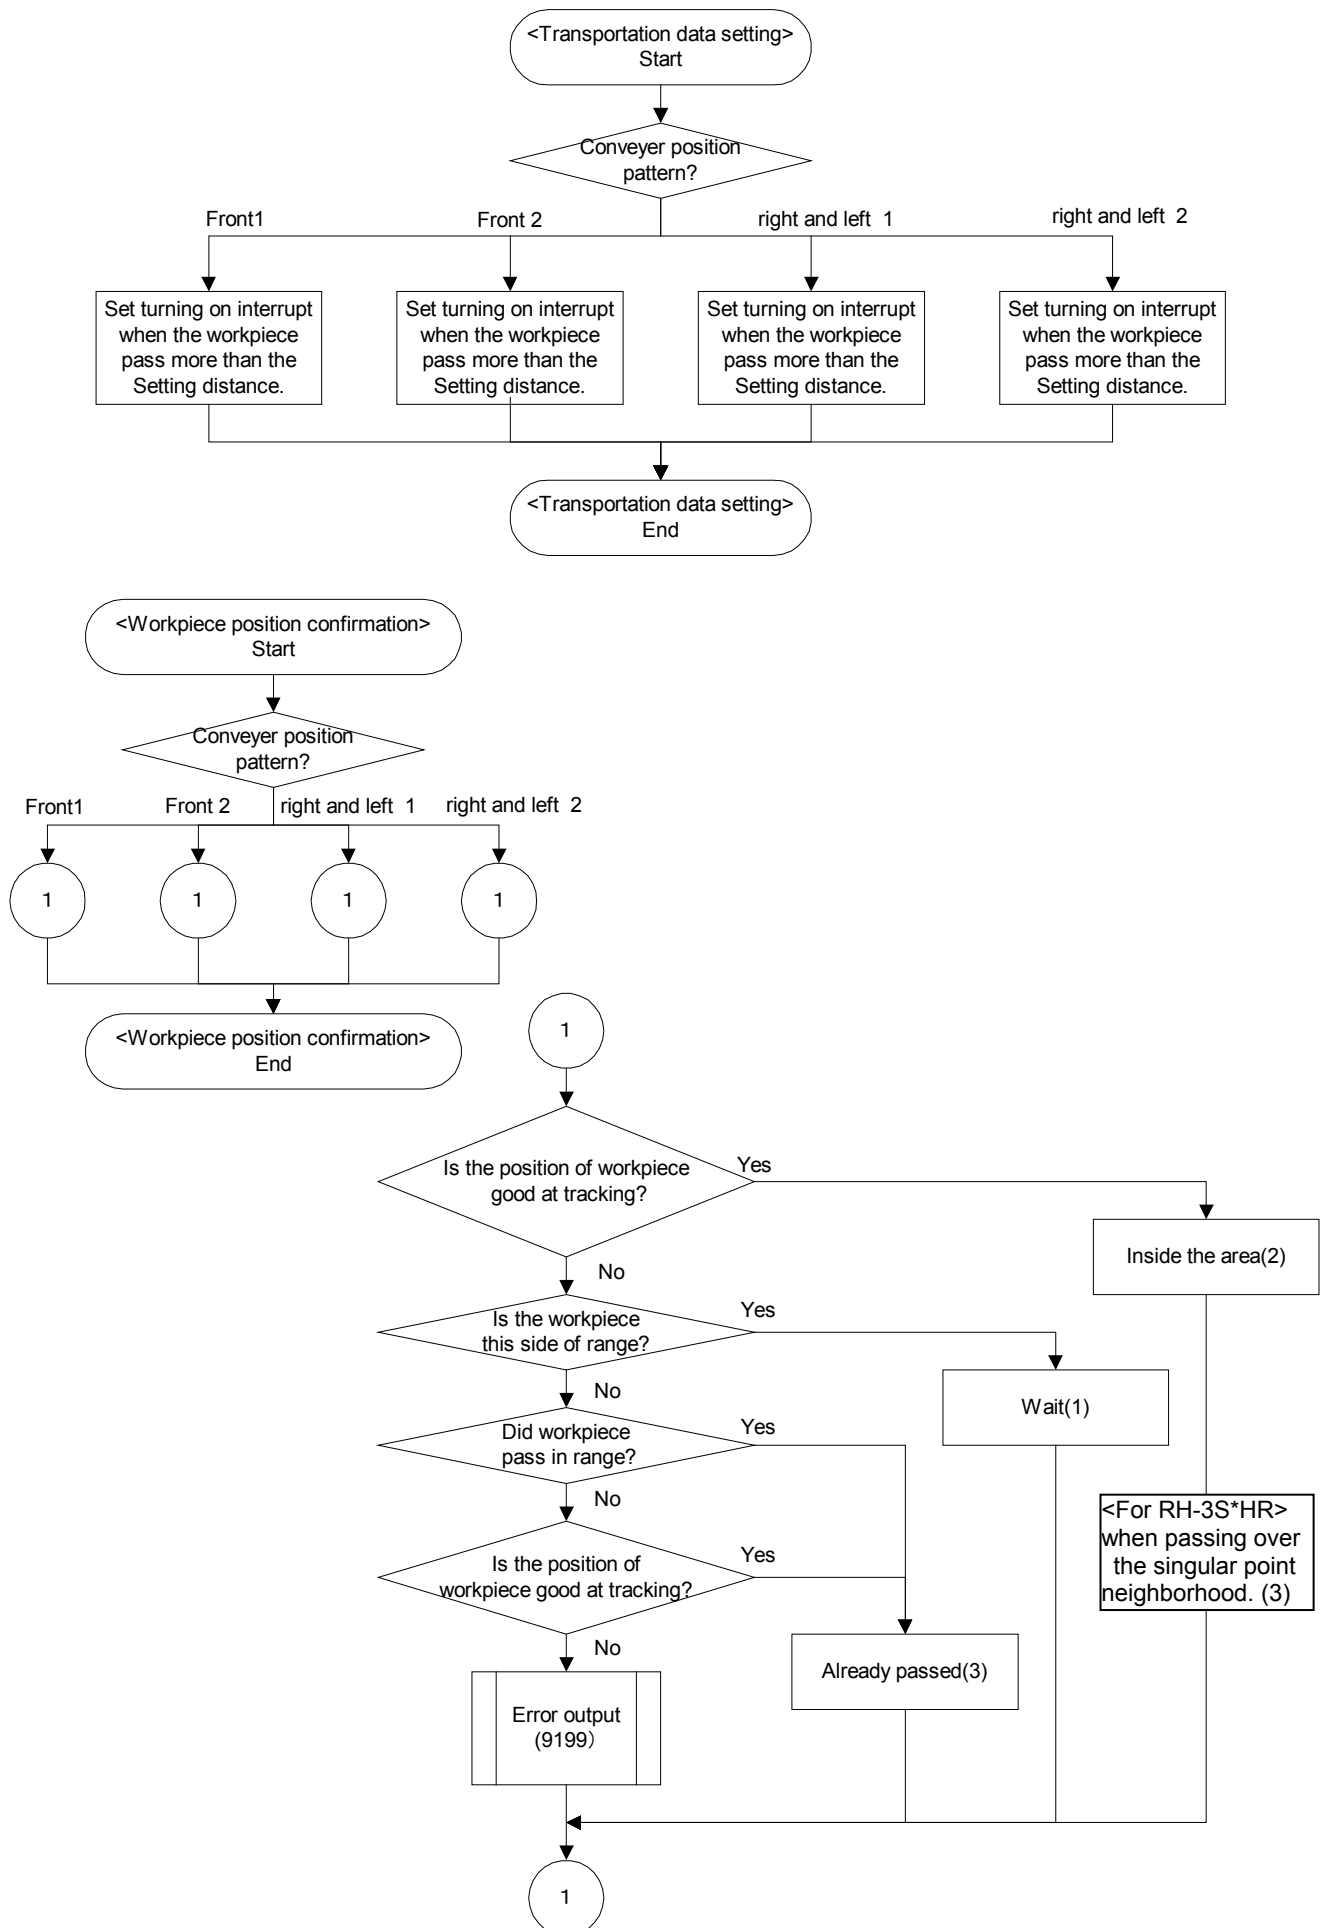 <Transportation data setting>
Start
Conveyer position
pattern?
Front1
Front 2
right and left 1
right and left 2
Set turning on interrupt
when the workpiece
pass more than the
Setting distance.
Set turning on interrupt
when the workpiece
pass more than the
Setting distance.
Set turning on interrupt
when the workpiece
pass more than the
Setting distance.
Set turning on interrupt
when the workpiece
pass more than the
Setting distance.
<Transportation data setting>
End
<Workpiece position confirmation>
Start
Conveyer position
pattern?
Front1
Front 2
right and left 1
right and left 2
1
1
1
1
<Workpiece position confirmation>
End
1
Is the position of workpiece
good at tracking?
Yes
Inside the area(2)
No
Is the workpiece
this side of range?
Yes
Wait(1)
No
Did workpiece
pass in range?
Yes
No
<For RH-3S*HR>
when passing over
the singular point
neighborhood. (3)
Is the position of
workpiece good at tracking?
Yes
No
Already passed(3)
Error output
(9199）
1